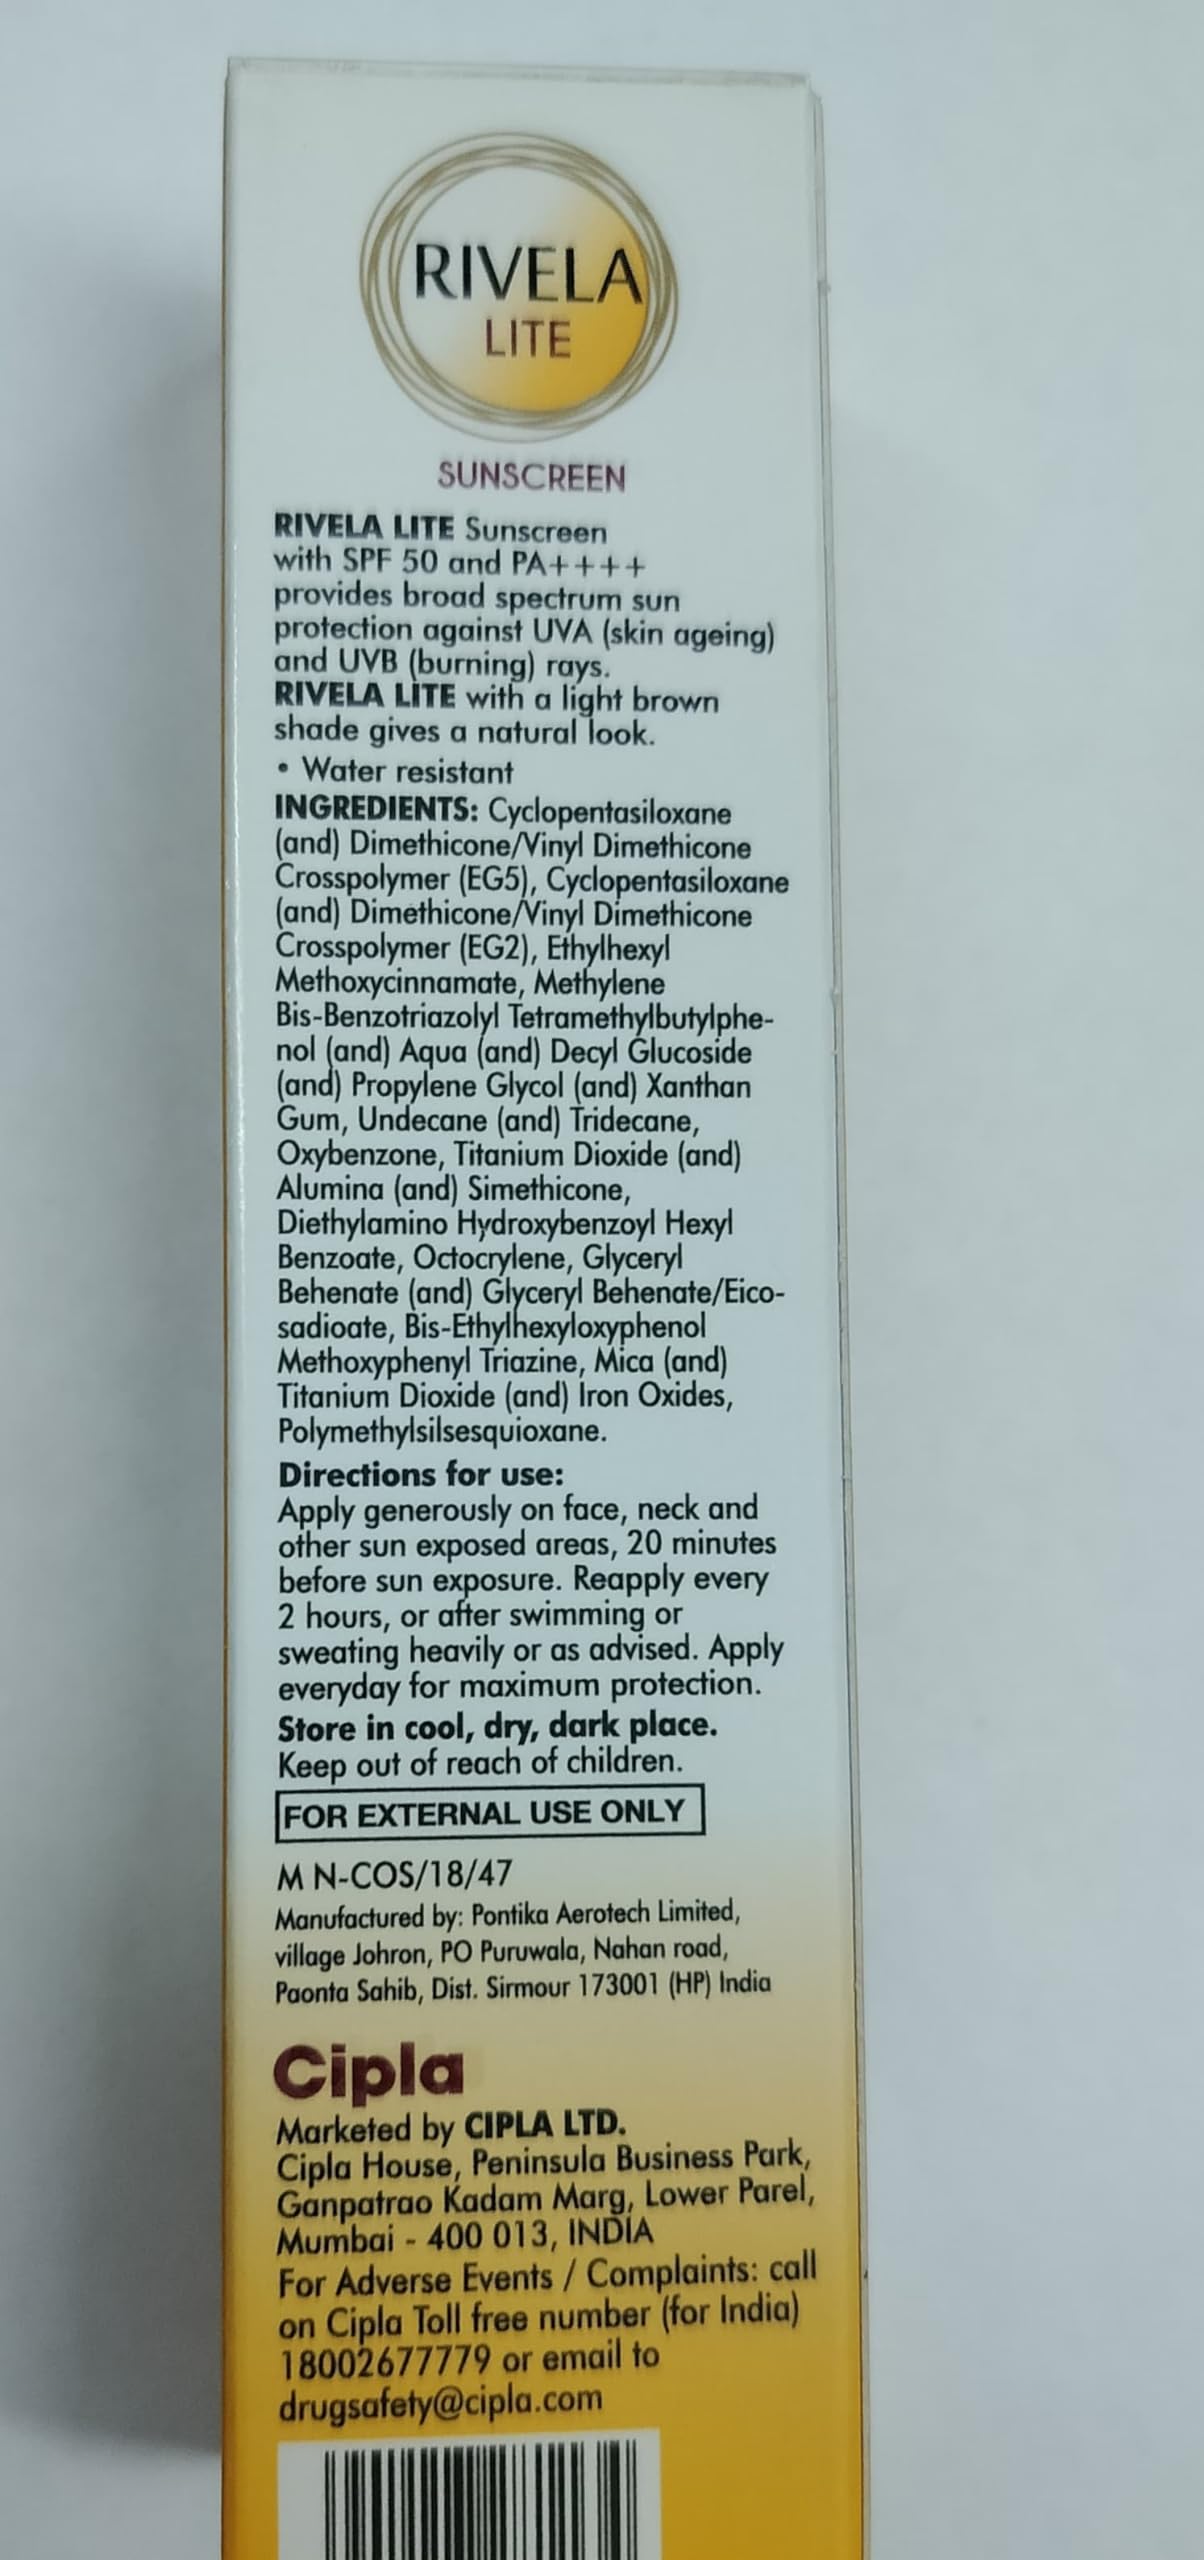 RIVELA
LITE
SUNSCREEN
RIVELA LITE Sunscreen
with SPF 50 and PA++++
provides broad spectrum sun
protection against UVA (skin ageing)
and UVB (burning) rays.
RIVELA LITE with a light brown
shade gives a natural look.
• Water resistant
INGREDIENTS: Cyclopentasiloxane
(and) Dimethicone/Vinyl Dimethicone
Crosspolymer (EG5), Cyclopentasiloxane
(and) Dimethicone/Vinyl Dimethicone
Crosspolymer (EG2), Ethylhexyl
Methoxycinnamate, Methylene
Bis-Benzotriazolyl Tetramethylbutylphe-
nol (and) Aqua (and) Decyl Glucoside
(and) Propylene Glycol (and) Xanthan
Gum, Undecane (and) Tridecane,
Oxybenzone, Titanium Dioxide (and)
Alumina (and) Simethicone,
Diethylamino Hydroxybenzoyl Hexyl
Benzoate, Octocrylene, Glyceryl
Behenate (and) Glyceryl Behenate/Eico-
sadioate, Bis-Ethylhexyloxyphenol
Methoxyphenyl Triazine, Mica (and)
Titanium Dioxide (and) Iron Oxides,
Polymethylsilsesquioxane.
Directions for use:
Apply generously on face, neck and
other sun exposed areas, 20 minutes
before sun exposure. Reapply every
2 hours, or after swimming or
sweating heavily or as advised. Apply
everyday for maximum protection.
Store in cool, dry, dark place.
Keep out of reach of children.
FOR EXTERNAL USE ONLY
M N-COS/18/47
Manufactured by: Pontika Aerotech Limited,
village Johron, PO Puruwala, Nahan road,
Paonta Sahib, Dist. Sirmour 173001 (HP) India
Cipla
Marketed by CIPLA LTD.
Cipla House, Peninsula Business Park,
Ganpatrao Kadam Marg, Lower Parel,
Mumbai - 400 013, INDIA
For Adverse Events / Complaints: call
on Cipla Toll free number (for India)
18002677779 or email to
drugsafety@cipla.com